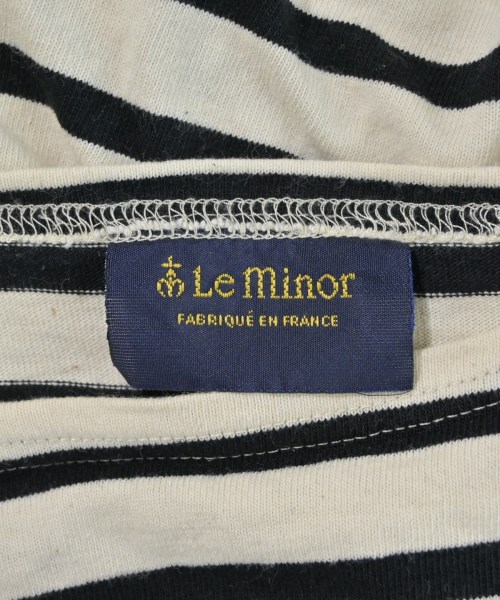 Le Minor
FABRIQUÉ EN FRANCE